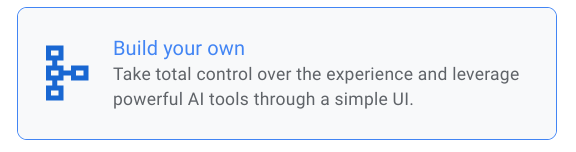 Build your own
Take total control over the experience and leverage
powerful AI tools through a simple UI.